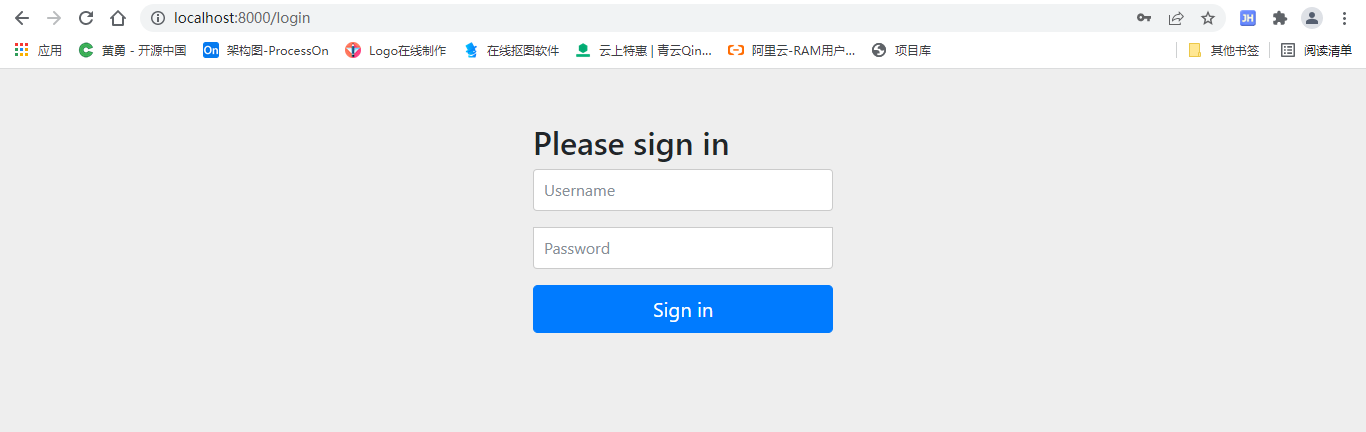 localhost:8000/login
JH
应用
黄勇 - 开源中国
On
架构图-ProcessOn
Logo在线制作
在线抠图软件
云上特惠 | 青云Qin...
阿里云-RAM用户...
项目库
其他书签
阅读清单
Please sign in
Username
Password
Sign in